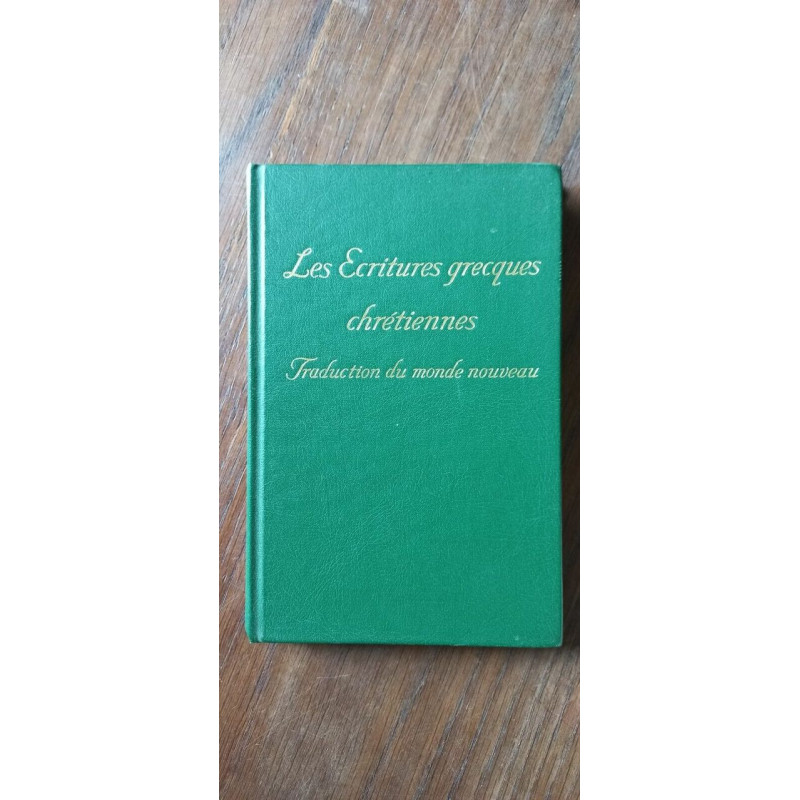 Les Ecritures grecques
chrétiennes
Traduction du monde nouveau